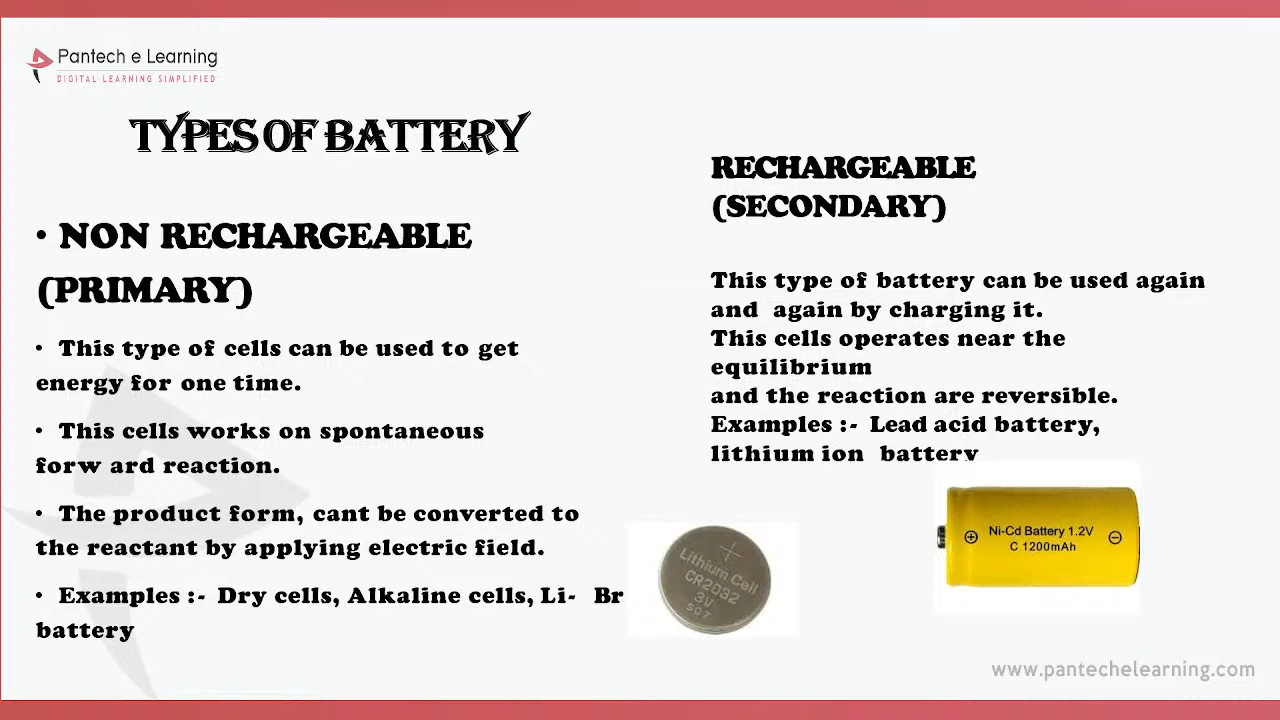 Pantech e Learning
DIGITAL LEARNING SIMPLIFIED
TYPES OF BATTERY
• NON RECHARGEABLE
(PRIMARY)
• This type of cells can be used to get
energy for one time.
• This cells works on spontaneous
forw ard reaction.
• The product form, cant be converted to
the reactant by applying electric field.
• Examples :- Dry cells, Alkaline cells, Li- Br
battery
RECHARGEABLE
(SECONDARY)
This type of battery can be used again
and again by charging it.
This cells operates near the
equilibrium
and the reaction are reversible.
Examples :- Lead acid battery,
lithium ion battery
Lithium Cell
CR2032
3V
507
Ni-Cd Battery 1.2V
C 1200mAh
www.pantechelearning.com